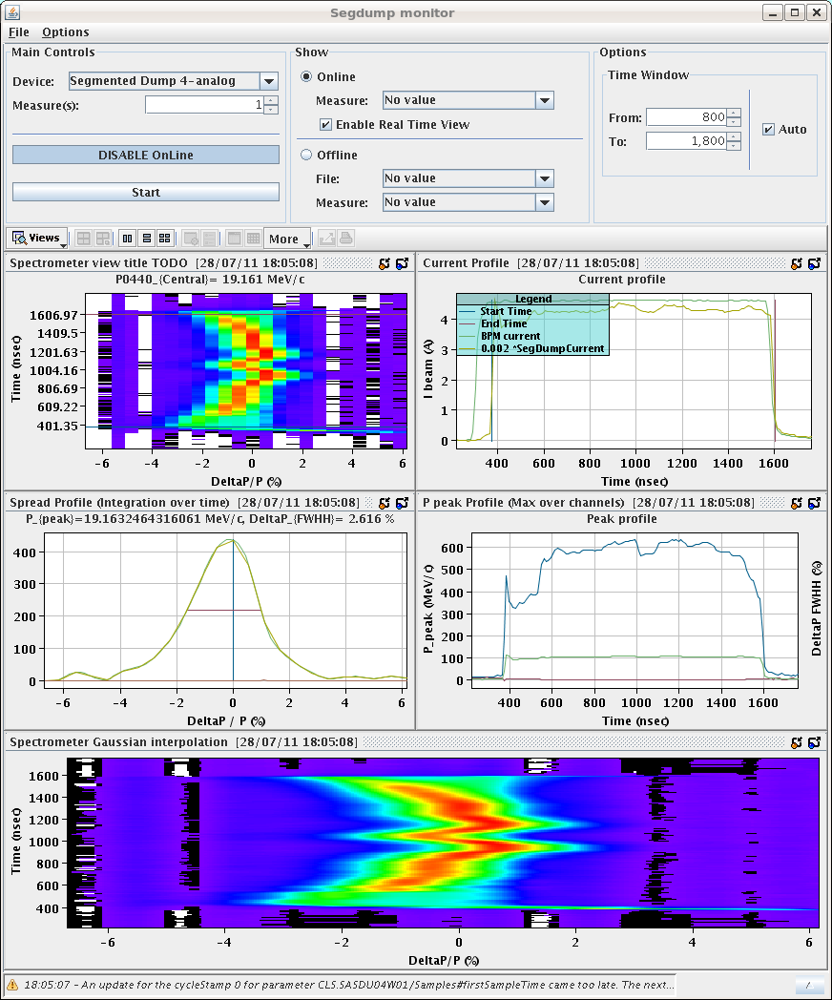 Segdump monitor
File Options
Main Controls
Device: Segmented Dump 4-analog
Measure(s): 1
DISABLE OnLine
Start
Show
Online
Measure: No value
Enable Real Time View
Offline
File: No value
Measure: No value
Options
Time Window
From: 800
To: 1,800
Auto
Views
More
Spectrometer view title TODO [28/07/11 18:05:08]
P0440_{Central}= 19.161 MeV/c
1606.97
1409.5
1201.63
1004.16
806.69
609.22
401.35
Time (nsec)
-6 -4 -2 0 2 4 6
DeltaP/P (%)
Current Profile [28/07/11 18:05:08]
Current profile
Legend
Start Time
End Time
BPM current
0.002 *SegDumpCurrent
4
3
2
1
0
I beam (A)
400 600 800 1000 1200 1400 1600
Time (nsec)
Spread Profile (Integration over time) [28/07/11 18:05:08]
P_{peak}=19.1632464316061 MeV/c, DeltaP_{FWHH}= 2.616 %
400
300
200
100
0
-6 -4 -2 0 2 4 6
DeltaP / P (%)
P peak Profile (Max over channels) [28/07/11 18:05:08]
Peak profile
600
500
400
300
200
100
0
P_peak (MeV/c)
DeltaP FWHH (%)
400 600 800 1000 1200 1400 1600
Time (nsec)
Spectrometer Gaussian interpolation [28/07/11 18:05:08]
1600
1400
1200
1000
800
600
400
Time (nsec)
-6 -4 -2 0 2 4 6
DeltaP/P (%)
18:05:07 - An update for the cycleStamp 0 for parameter CLS.SASDU04W01/Samples#firstSampleTime came too late. The next...